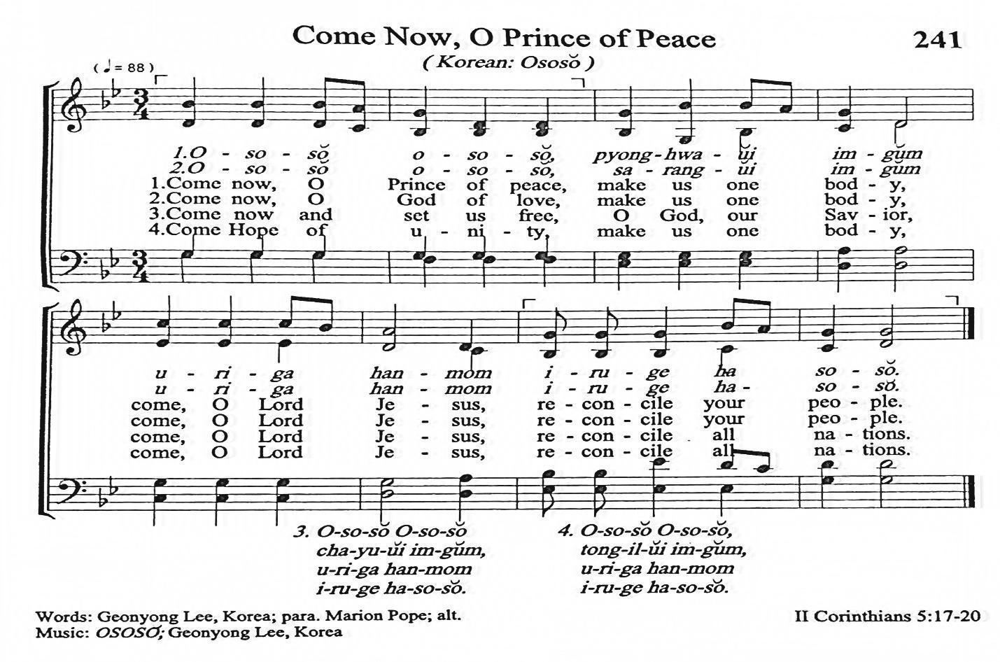 Come Now, O Prince of Peace 241
( Korean: Ososŏ )
( ♩ = 88 )
1.O - so - sŏ o - so - sŏ, pyong-hwa - ŭi im - gŭm
2.O - so - sŏ o - so - sŏ, sa - rang - ŭi im - gŭm
1.Come now, O Prince of peace, make us one bod - y,
2.Come now, O God of love, make us one bod - y,
3.Come now and set us free, O God, our Sav - ior,
4.Come Hope of u - ni - ty, make us one bod - y,
u - ri - ga han - mom i - ru - ge ha so - sŏ.
u - ri - ga han - mom i - ru - ge ha - so - sŏ.
come, O Lord Je - sus, re - con - cile your peo - ple.
come, O Lord Je - sus, re - con - cile your peo - ple.
come, O Lord Je - sus, re - con - cile all na - tions.
come, O Lord Je - sus, re - con - cile all na - tions.
3. O-so-sŏ O-so-sŏ
cha-yu-ŭi im-gŭm,
u-ri-ga han-mom
i-ru-ge ha-so-sŏ.
4. O-so-sŏ O-so-sŏ,
tong-il-ŭi im-gŭm,
u-ri-ga han-mom
i-ru-ge ha-so-sŏ.
Words: Geonyong Lee, Korea; para. Marion Pope; alt. II Corinthians 5:17-20
Music: OSOSŎ; Geonyong Lee, Korea